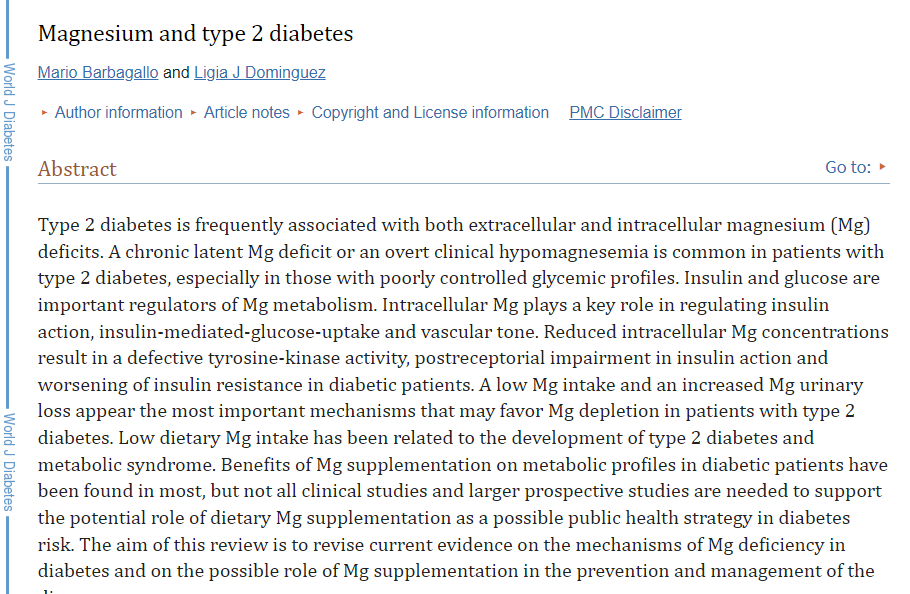 Magnesium and type 2 diabetes
Mario Barbagallo and Ligia J Dominguez
Author information Article notes Copyright and License information PMC Disclaimer
World J Diabetes
Abstract Go to:
Type 2 diabetes is frequently associated with both extracellular and intracellular magnesium (Mg)
deficits. A chronic latent Mg deficit or an overt clinical hypomagnesemia is common in patients with
type 2 diabetes, especially in those with poorly controlled glycemic profiles. Insulin and glucose are
important regulators of Mg metabolism. Intracellular Mg plays a key role in regulating insulin
action, insulin-mediated-glucose-uptake and vascular tone. Reduced intracellular Mg concentrations
result in a defective tyrosine-kinase activity, postreceptorial impairment in insulin action and
worsening of insulin resistance in diabetic patients. A low Mg intake and an increased Mg urinary
loss appear the most important mechanisms that may favor Mg depletion in patients with type 2
diabetes. Low dietary Mg intake has been related to the development of type 2 diabetes and
metabolic syndrome. Benefits of Mg supplementation on metabolic profiles in diabetic patients have
been found in most, but not all clinical studies and larger prospective studies are needed to support
the potential role of dietary Mg supplementation as a possible public health strategy in diabetes
risk. The aim of this review is to revise current evidence on the mechanisms of Mg deficiency in
diabetes and on the possible role of Mg supplementation in the prevention and management of the
World J Diabetes